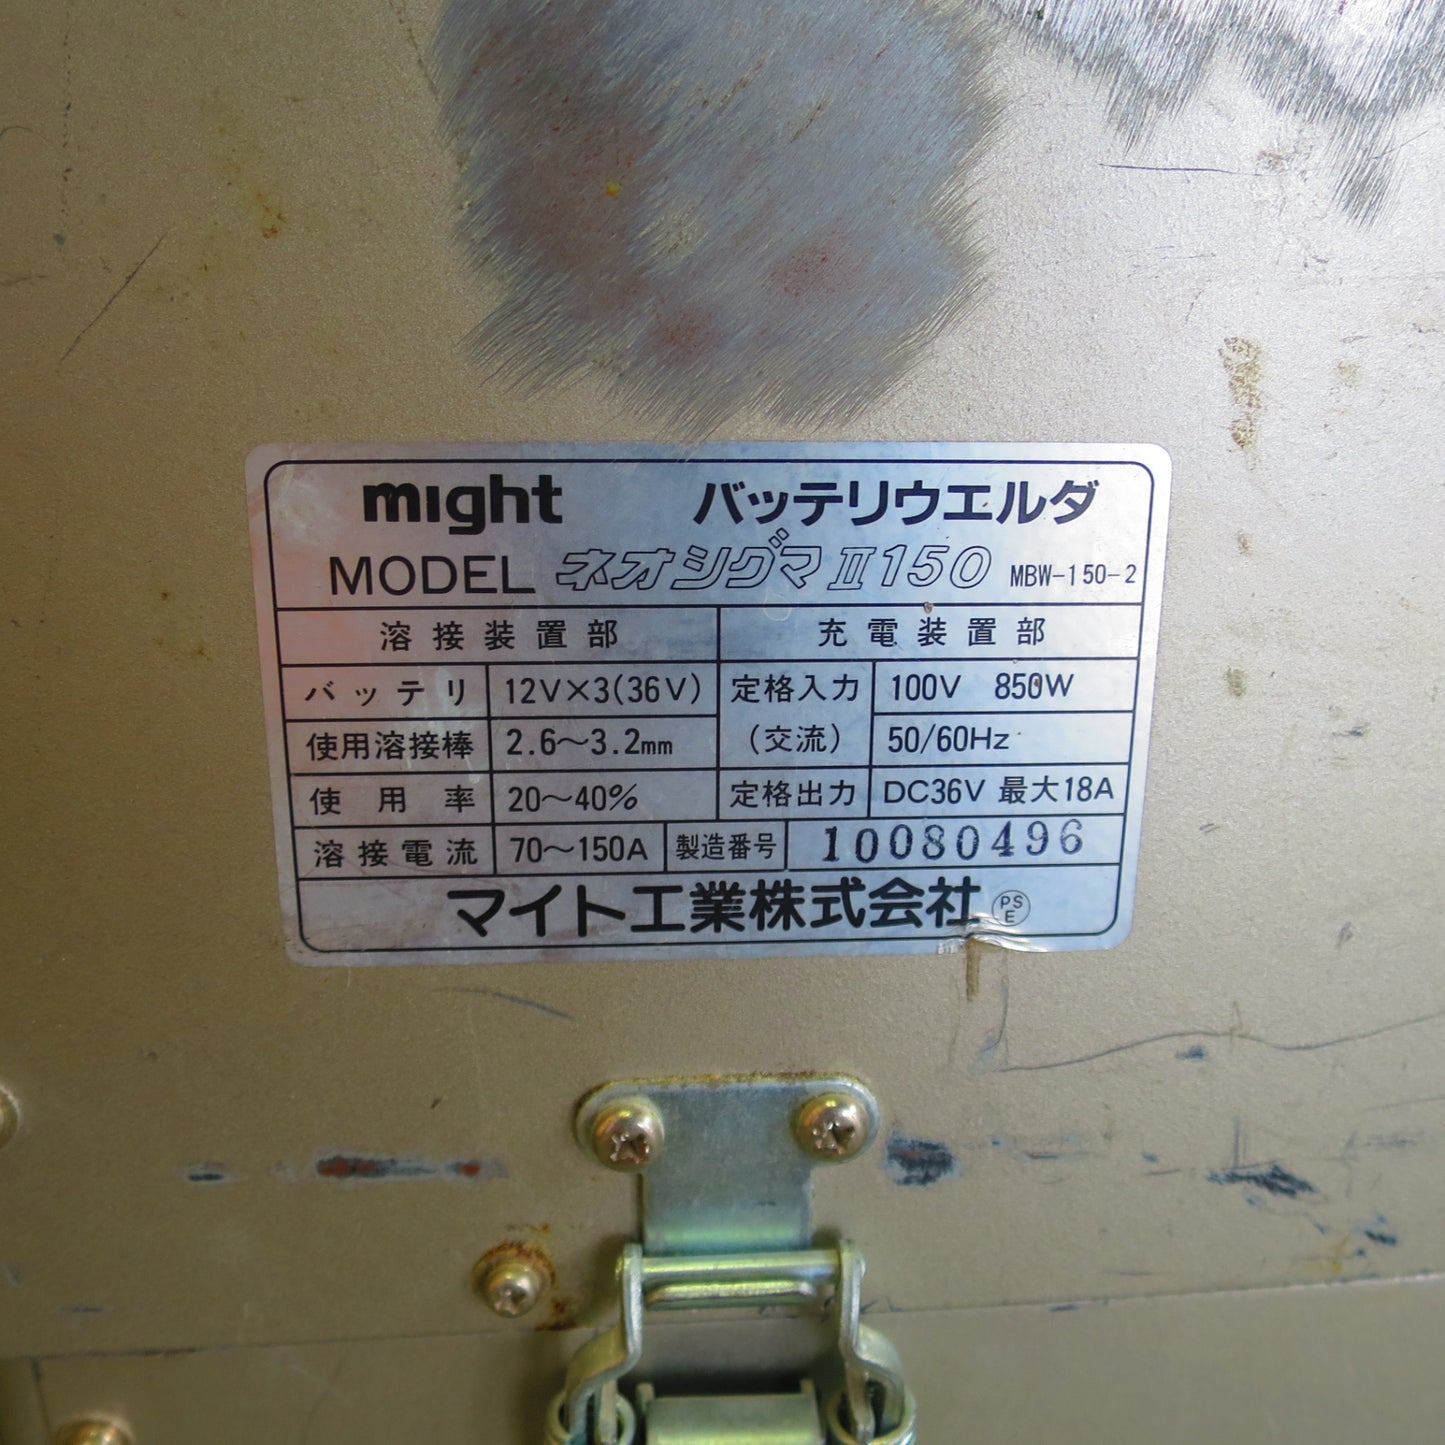 might バッテリウエルダ
MODEL ネオシグマⅡ150 MBW-150-2
溶接装置部 充電装置部
バッテリ 12V×3(36V) 定格入力 100V 850W
使用溶接棒 2.6〜3.2mm (交流) 50/60Hz
使用率 20〜40% 定格出力 DC36V 最大18A
溶接電流 70〜150A 製造番号 10080496
マイト工業株式会社 PSE